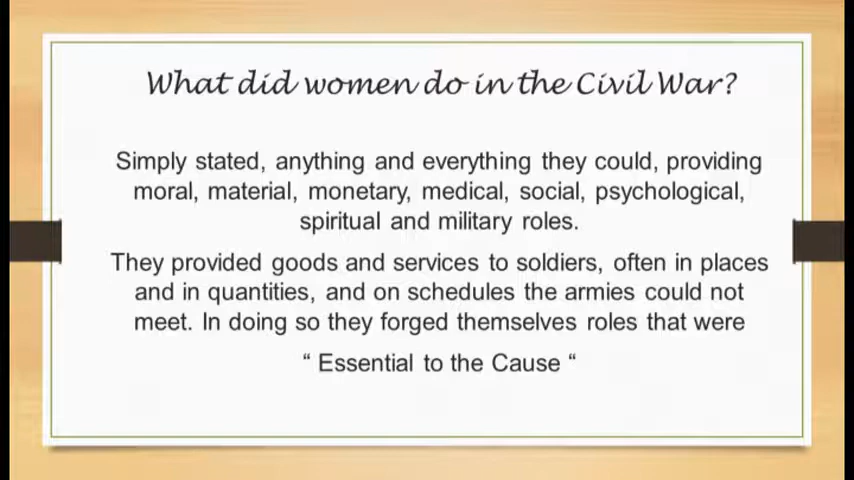 What did women do in the Civil War?
Simply stated, anything and everything they could, providing
moral, material, monetary, medical, social, psychological,
spiritual and military roles.
They provided goods and services to soldiers, often in places
and in quantities, and on schedules the armies could not
meet. In doing so they forged themselves roles that were
“ Essential to the Cause “